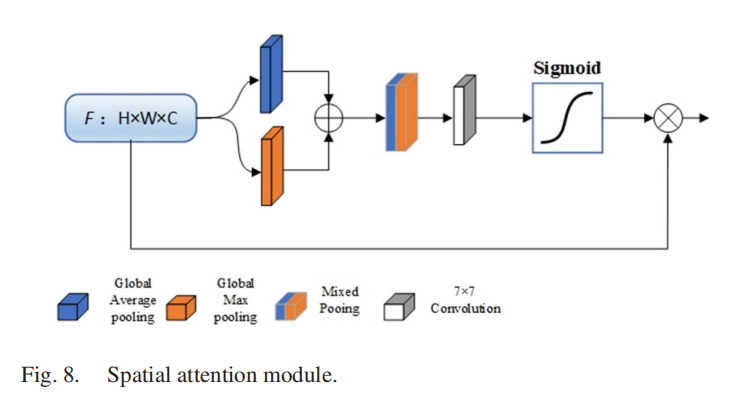 Sigmoid
F： H×W×C
Global
Average
pooling
Global
Max
pooling
Mixed
Pooing
7×7
Convolution
Fig. 8. Spatial attention module.